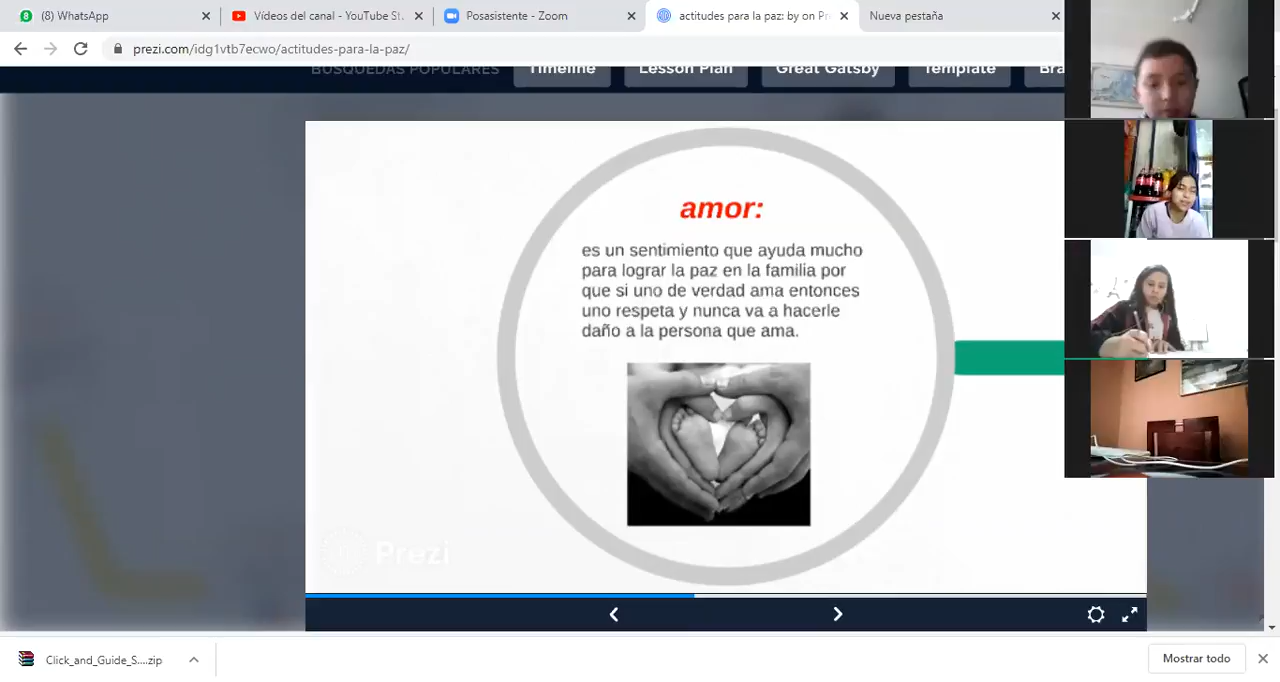 (8) WhatsApp
Vídeos del canal - YouTube St
Posasistente - Zoom
actitudes para la paz: by on Pr
Nueva pestaña
prezi.com/idg1vtb7ecwo/actitudes-para-la-paz/
BÚSQUEDAS POPULARES
Timeline
Lesson Plan
Great Gatsby
Template
Bra
amor:
es un sentimiento que ayuda mucho
para lograr la paz en la familia por
que si uno de verdad ama entonces
uno respeta y nunca va a hacerle
daño a la persona que ama.
Prezi
Click_and_Guide_S....zip
Mostrar todo